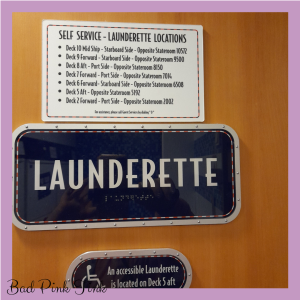 SELF SERVICE - LAUNDERETTE LOCATIONS
• Deck 10 Mid Ship - Starboard Side - Opposite Stateroom 10572
• Deck 9 Forward - Starboard Side - Opposite Stateroom 9500
• Deck 8 Aft - Port Side - Opposite Stateroom 8150
• Deck 7 Forward - Port Side - Opposite Stateroom 7014
• Deck 6 Forward - Starboard Side - Opposite Stateroom 6508
• Deck 5 Aft - Opposite Stateroom 5192
• Deck 2 Forward - Port Side - Opposite Stateroom 2002
LAUNDERETTE
An accessible Launderette
is located on Deck 5 aft
Bad Pink